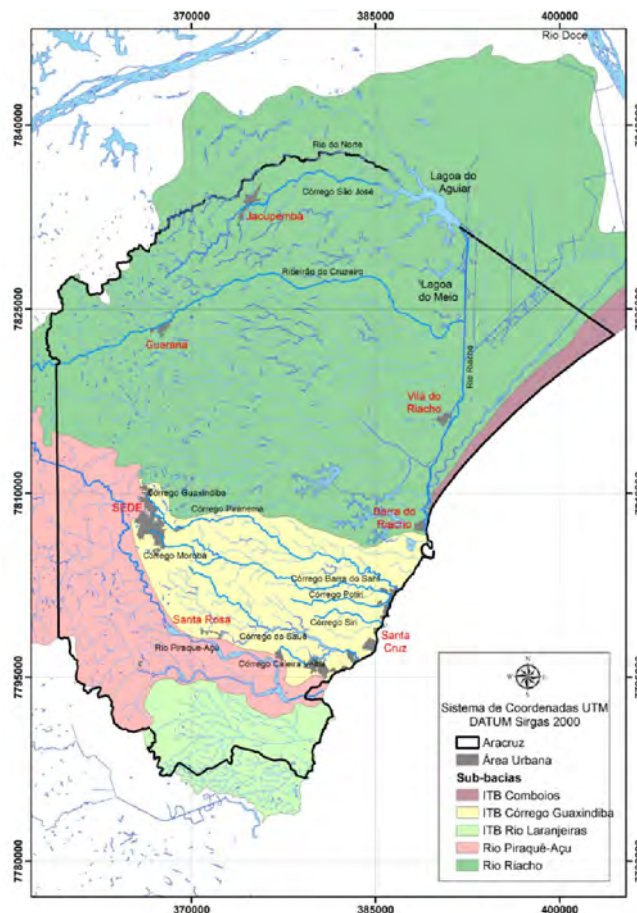 370000 385000 400000
Rio Doce
7840000
Rio do Norte
Lagoa do
Aguiar
Córrego São José
Jacupembá
Ribeirão do Cruzeiro
Lagoa
do Meio
7825000
Guaraná
Rio Riacho
Vila do
Riacho
7810000
Córrego Guaxindiba
SEDE
Córrego Piranema
Barra do
Riacho
Córrego Morobá
Córrego Barra do Sahi
Córrego Potiri
Santa Rosa
Córrego Siri
Córrego do Sauê
Santa
Cruz
Rio Piraquê-Açu
Córrego Caieira Velha
7795000
Sistema de Coordenadas UTM
DATUM Sirgas 2000
Aracruz
Área Urbana
Sub-bacias
ITB Comboios
ITB Córrego Guaxindiba
ITB Rio Laranjeiras
Rio Piraquê-Açu
Rio Riacho
7780000
370000 385000 400000